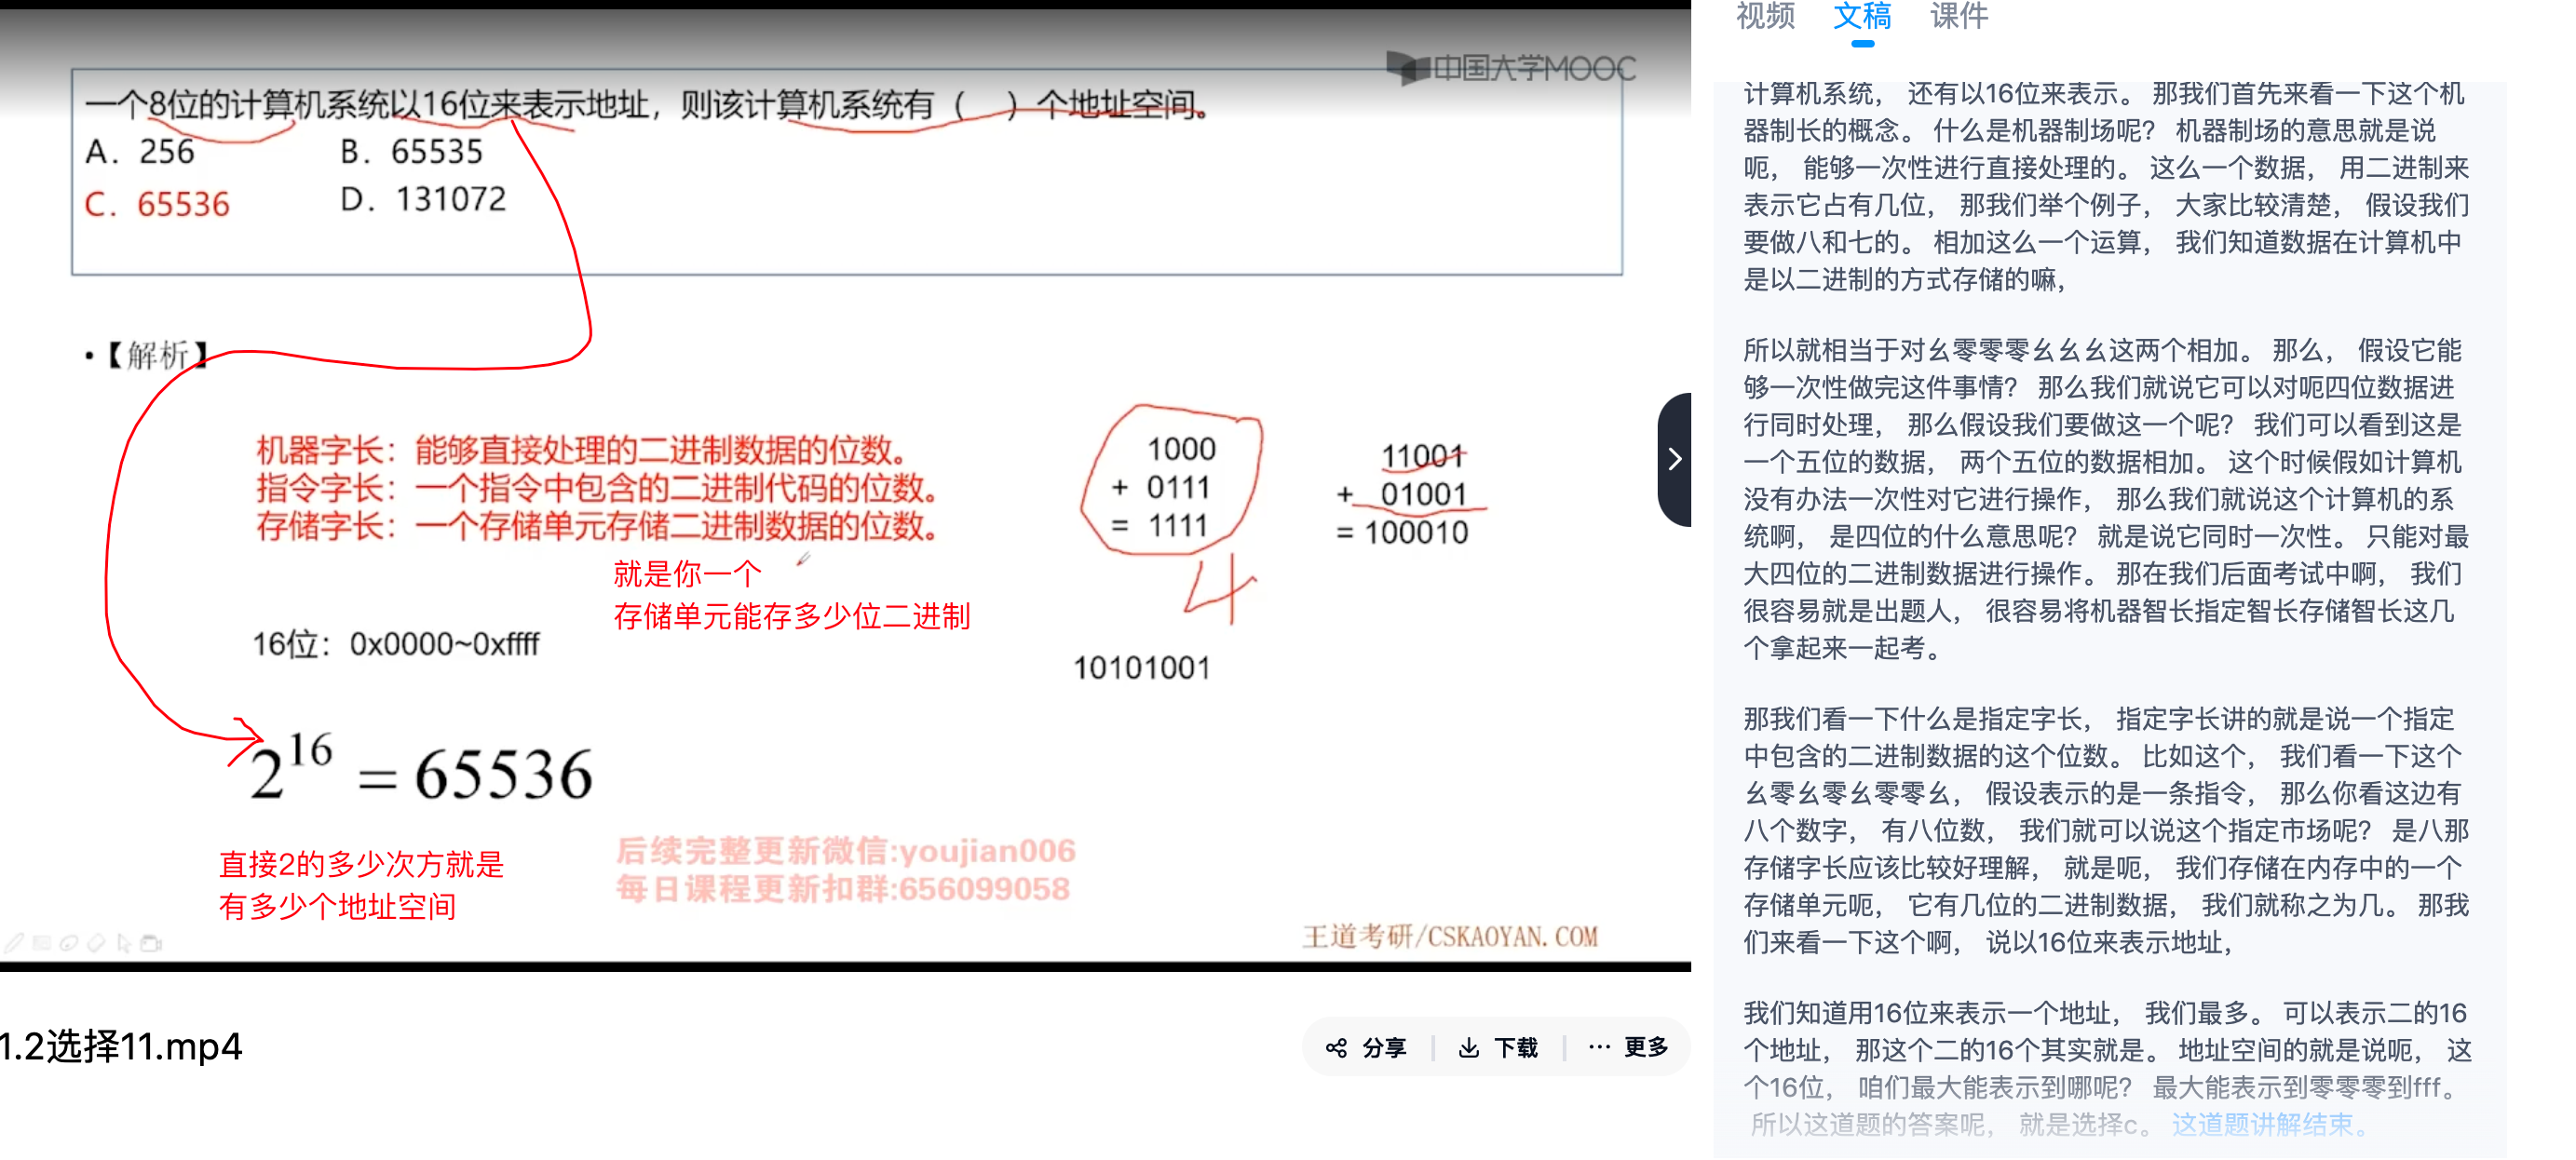 中国大学MOOC
一个8位的计算机系统以16位来表示地址，则该计算机系统有（ ）个地址空间。
A. 256 B. 65535
C. 65536 D. 131072
•【解析】
机器字长：能够直接处理的二进制数据的位数。
指令字长：一个指令中包含的二进制代码的位数。
存储字长：一个存储单元存储二进制数据的位数。
就是你一个
存储单元能存多少位二进制
1000
+ 0111
= 1111
4
11001
+ 01001
= 100010
16位：0x0000~0xffff
10101001
2^16 = 65536
直接2的多少次方就是
有多少个地址空间
后续完整更新微信:youjian006
每日课程更新扣群:656099058
王道考研/CSKAOYAN.COM
1.2选择11.mp4
分享 下载 更多
视频 文稿 课件
计算机系统， 还有以16位来表示。 那我们首先来看一下这个机
器制长的概念。 什么是机器制场呢？ 机器制场的意思就是说
呃， 能够一次性进行直接处理的。 这么一个数据， 用二进制来
表示它占有几位， 那我们举个例子， 大家比较清楚， 假设我们
要做八和七的。 相加这么一个运算， 我们知道数据在计算机中
是以二进制的方式存储的嘛，
所以就相当于对幺零零零幺幺幺这两个相加。 那么， 假设它能
够一次性做完这件事情？ 那么我们就说它可以对呃四位数据进
行同时处理， 那么假设我们要做这一个呢？ 我们可以看到这是
一个五位的数据， 两个五位的数据相加。 这个时候假如计算机
没有办法一次性对它进行操作， 那么我们就说这个计算机的系
统啊， 是四位的什么意思呢？ 就是说它同时一次性。 只能对最
大四位的二进制数据进行操作。 那在我们后面考试中啊， 我们
很容易就是出题人， 很容易将机器智长指定智长存储智长这几
个拿起来一起考。
那我们看一下什么是指定字长， 指定字长讲的就是说一个指定
中包含的二进制数据的这个位数。 比如这个， 我们看一下这个
幺零幺零幺零零幺， 假设表示的是一条指令， 那么你看这边有
八个数字， 有八位数， 我们就可以说这个指定市场呢？ 是八那
存储字长应该比较好理解， 就是呃， 我们存储在内存中的一个
存储单元呃， 它有几位的二进制数据， 我们就称之为几。 那我
们来看一下这个啊， 说以16位来表示地址，
我们知道用16位来表示一个地址， 我们最多。 可以表示二的16
个地址， 那这个二的16个其实就是。 地址空间的就是说呃， 这
个16位， 咱们最大能表示到哪呢？ 最大能表示到零零零到fff。
所以这道题的答案呢， 就是选择c。 这道题讲解结束。